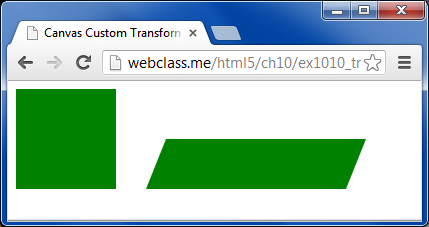 Canvas Custom Transform
webclass.me/html5/ch10/ex1010_tr